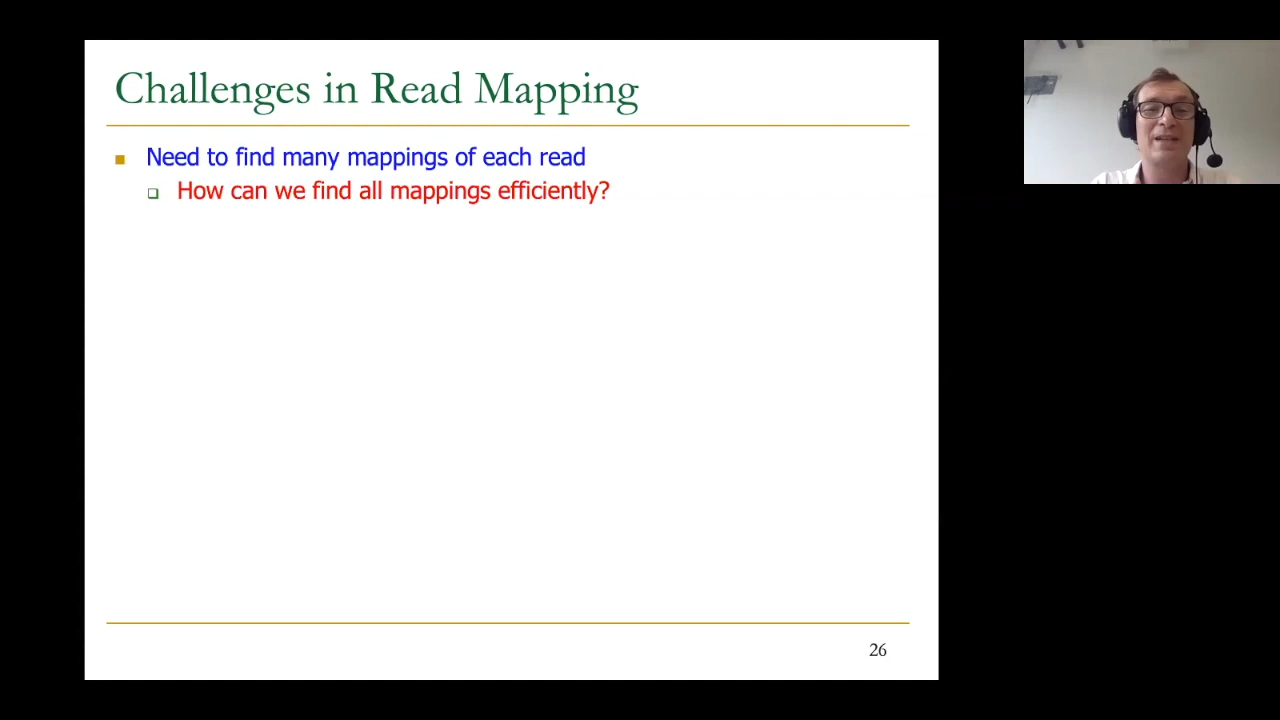 Challenges in Read Mapping
Need to find many mappings of each read
How can we find all mappings efficiently?
26